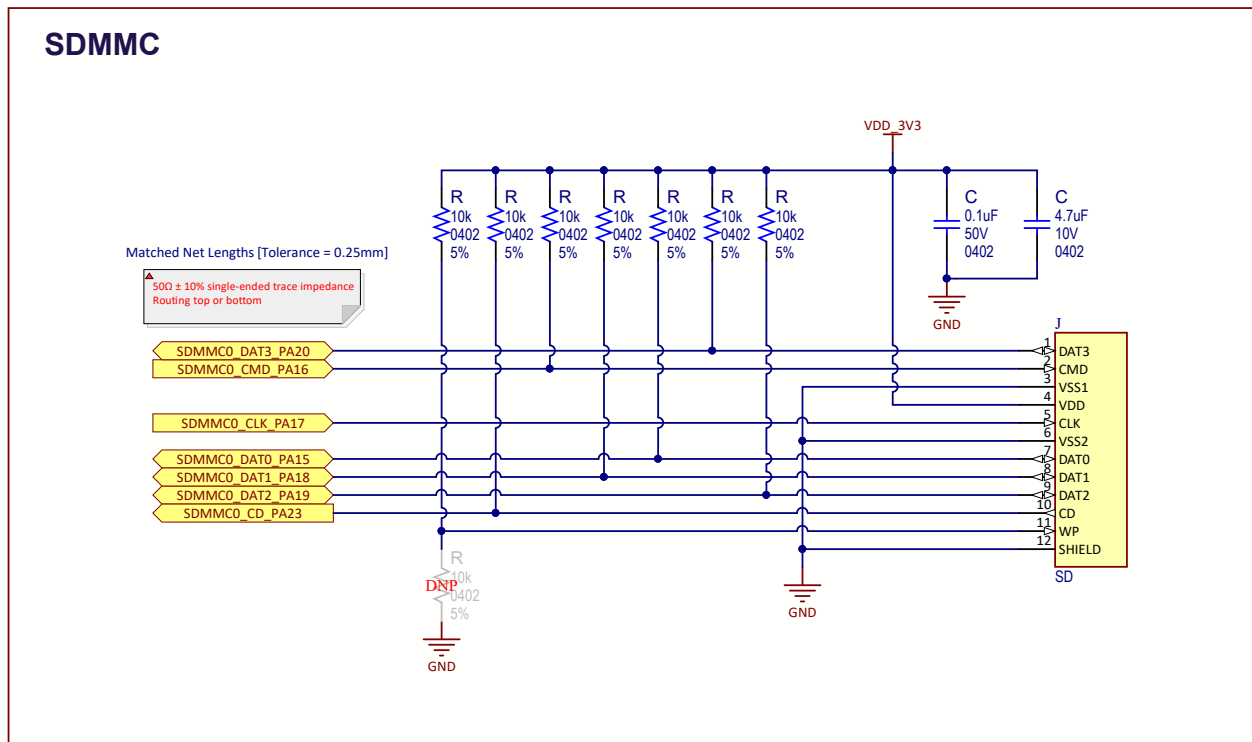 SDMMC
VDD_3V3
R
10k
0402
5%
R
10k
0402
5%
R
10k
0402
5%
R
10k
0402
5%
R
10k
0402
5%
R
10k
0402
5%
R
10k
0402
5%
C
0.1uF
50V
0402
C
4.7uF
10V
0402
GND
Matched Net Lengths [Tolerance = 0.25mm]
50Ω ± 10% single-ended trace impedance
Routing top or bottom
SDMMC0_DAT3_PA20
SDMMC0_CMD_PA16
SDMMC0_CLK_PA17
SDMMC0_DAT0_PA15
SDMMC0_DAT1_PA18
SDMMC0_DAT2_PA19
SDMMC0_CD_PA23
J
1 DAT3
2 CMD
3 VSS1
4 VDD
5 CLK
6 VSS2
7 DAT0
8 DAT1
9 DAT2
10 CD
11 WP
12 SHIELD
SD
R
10k
DNP
0402
5%
GND
GND